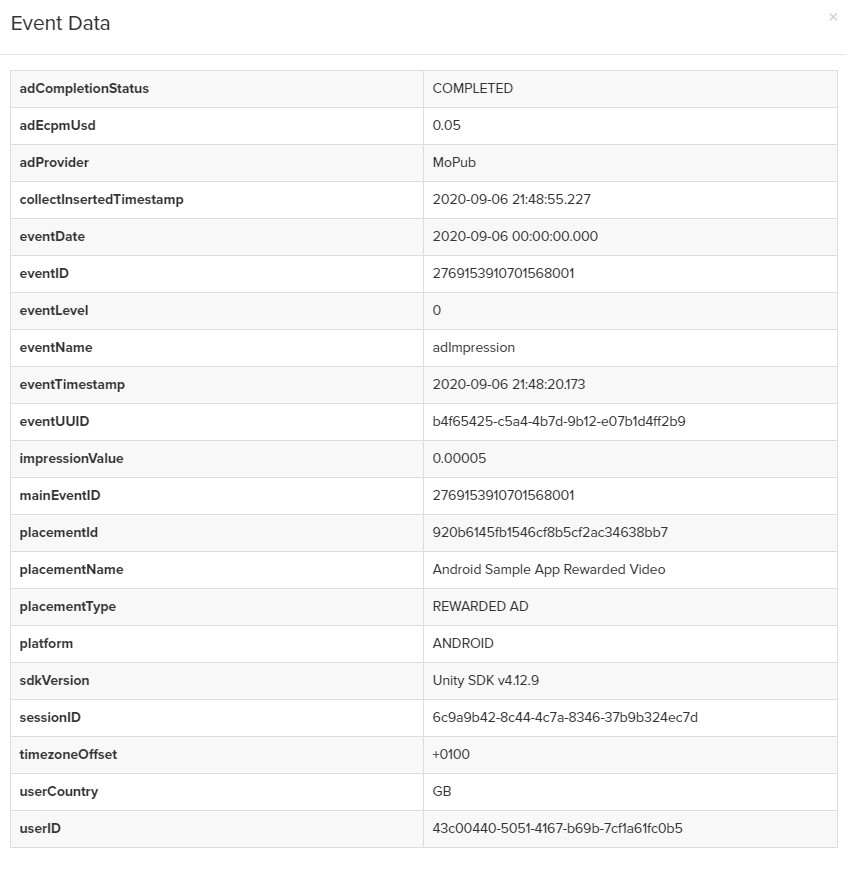 Event Data
×
adCompletionStatus COMPLETED
adEcpmUsd 0.05
adProvider MoPub
collectInsertedTimestamp 2020-09-06 21:48:55.227
eventDate 2020-09-06 00:00:00.000
eventID 2769153910701568001
eventLevel 0
eventName adImpression
eventTimestamp 2020-09-06 21:48:20.173
eventUUID b4f65425-c5a4-4b7d-9b12-e07b1d4ff2b9
impressionValue 0.00005
mainEventID 2769153910701568001
placementId 920b6145fb1546cf8b5cf2ac34638bb7
placementName Android Sample App Rewarded Video
placementType REWARDED AD
platform ANDROID
sdkVersion Unity SDK v4.12.9
sessionID 6c9a9b42-8c44-4c7a-8346-37b9b324ec7d
timezoneOffset +0100
userCountry GB
userID 43c00440-5051-4167-b69b-7cf1a61fc0b5